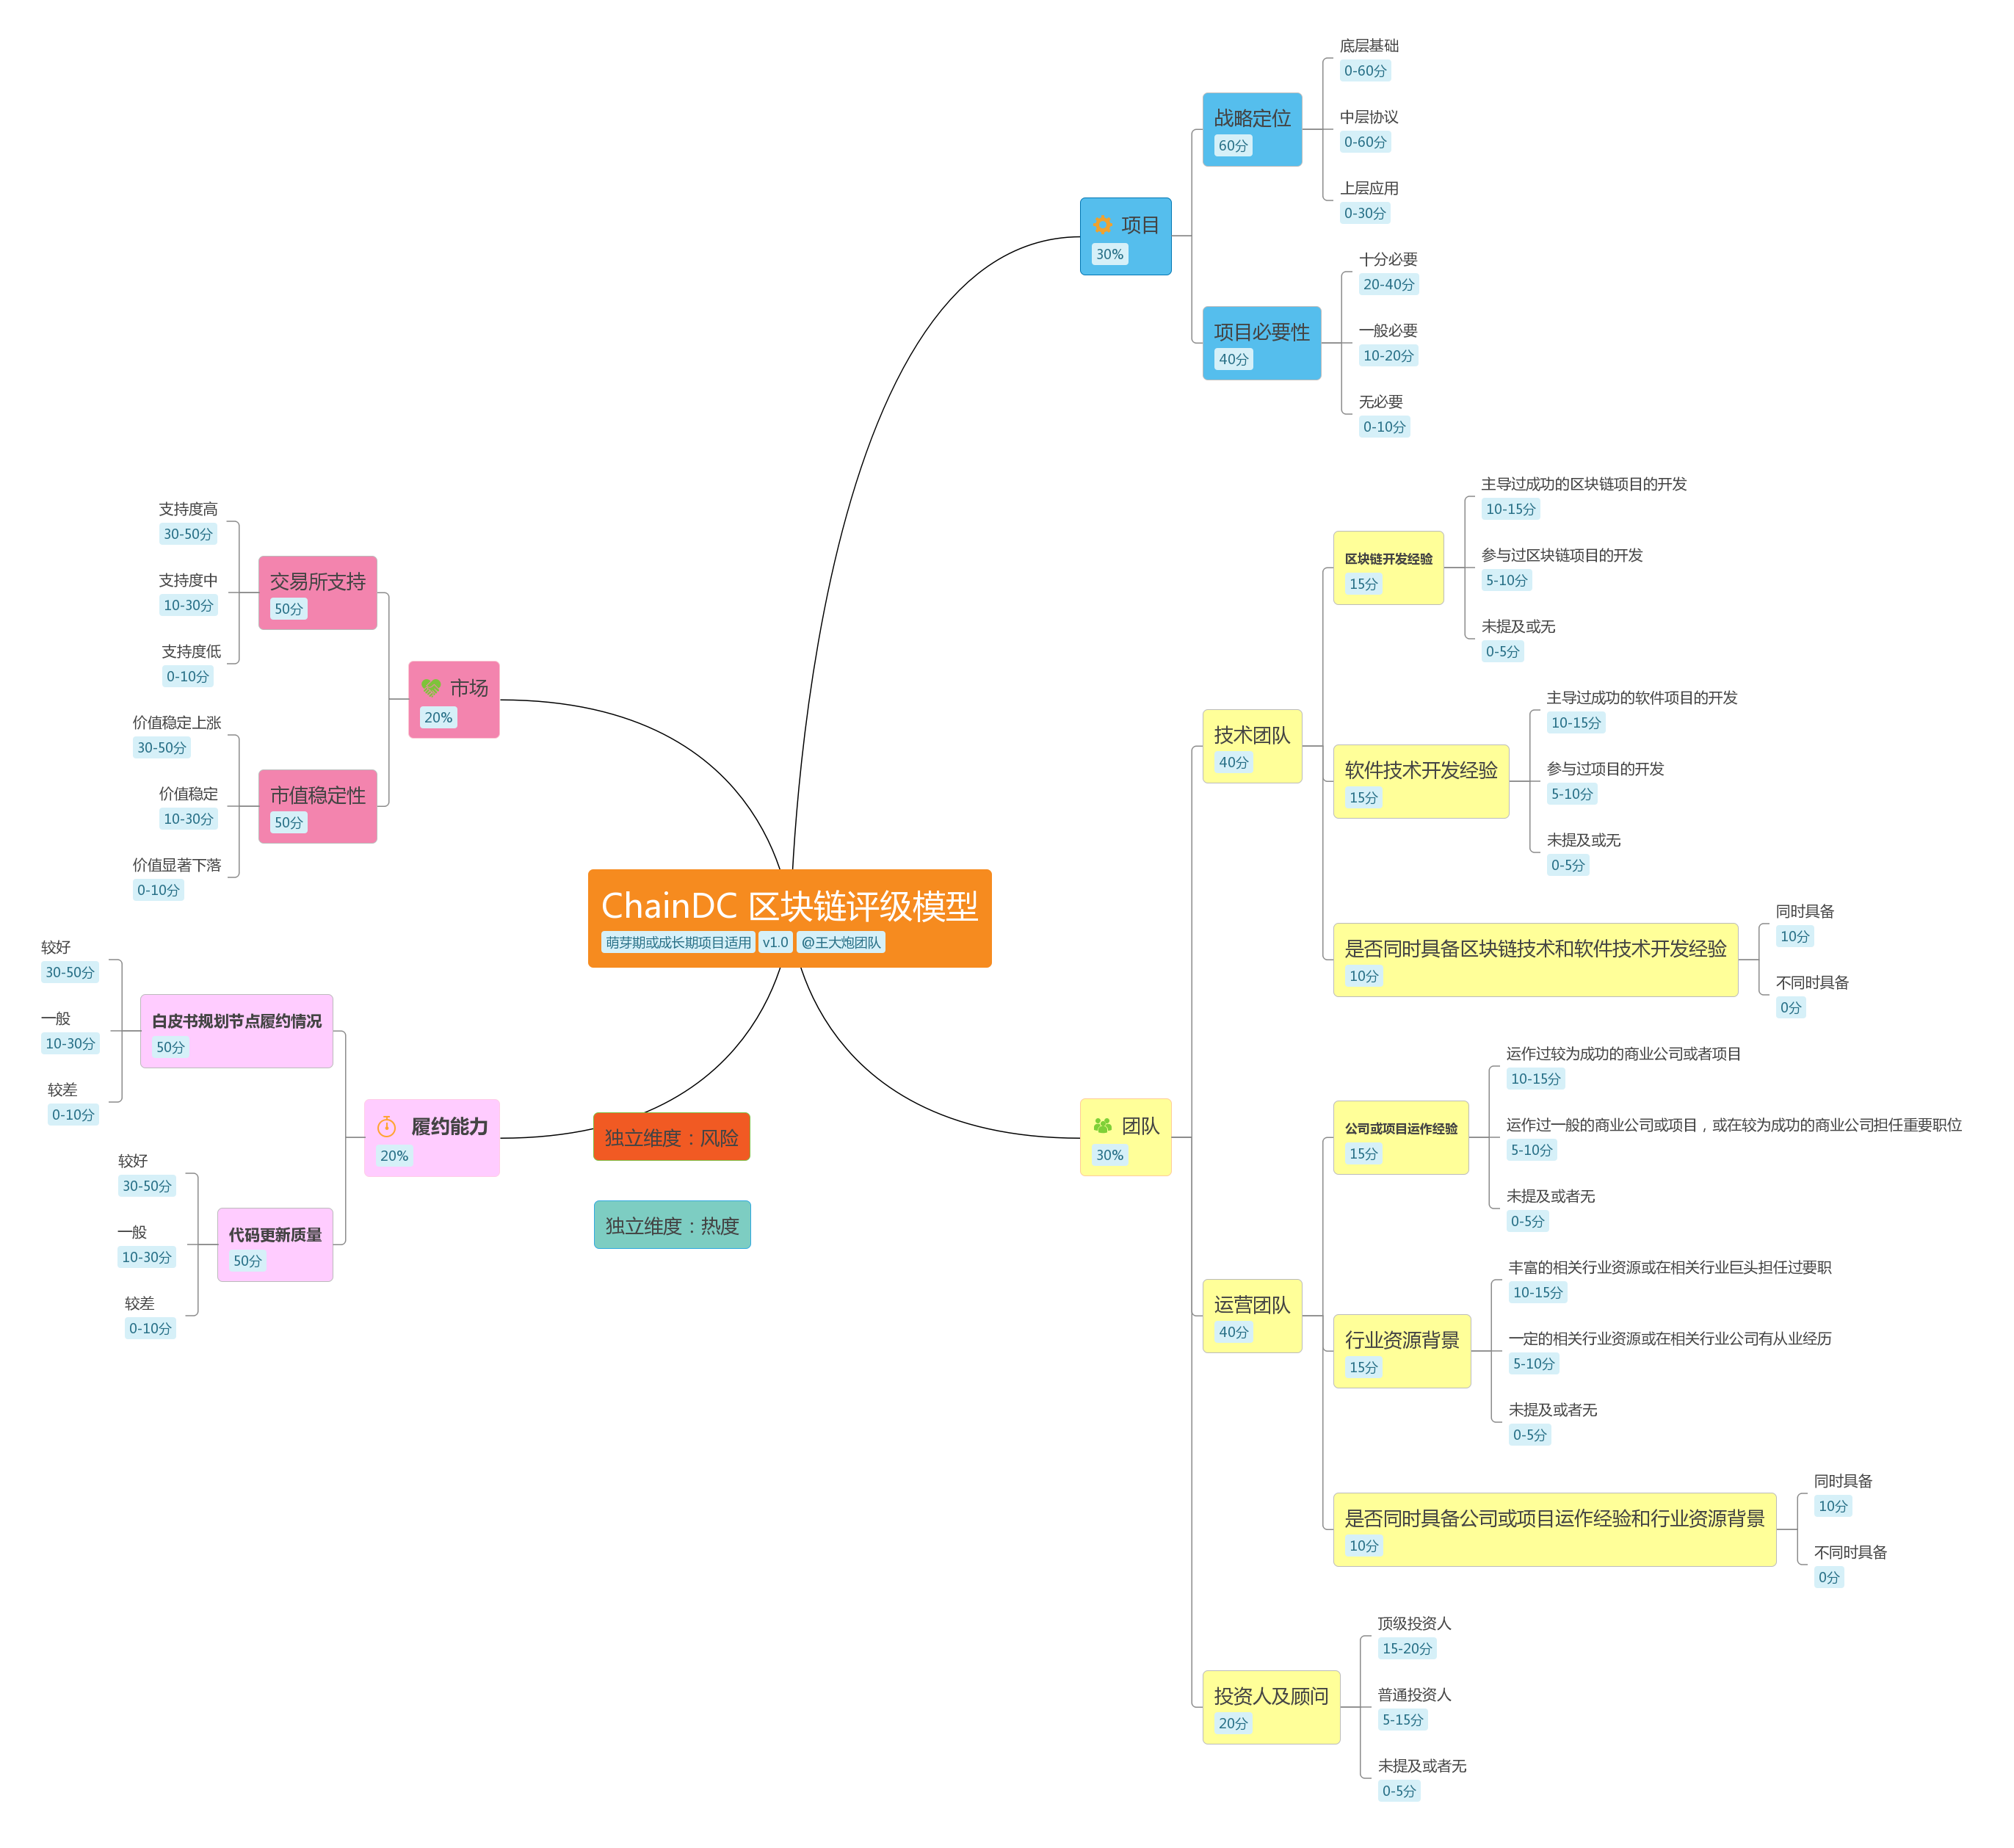 ChainDC 区块链评级模型
萌芽期或成长期项目适用 v1.0 @王大炮团队
项目
30%
战略定位
60分
底层基础
0-60分
中层协议
0-60分
上层应用
0-30分
项目必要性
40分
十分必要
20-40分
一般必要
10-20分
无必要
0-10分
团队
30%
技术团队
40分
区块链开发经验
15分
主导过成功的区块链项目的开发
10-15分
参与过区块链项目的开发
5-10分
未提及或无
0-5分
软件技术开发经验
15分
主导过成功的软件项目的开发
10-15分
参与过项目的开发
5-10分
未提及或无
0-5分
是否同时具备区块链技术和软件技术开发经验
10分
同时具备
10分
不同时具备
0分
运营团队
40分
公司或项目运作经验
15分
运作过较为成功的商业公司或者项目
10-15分
运作过一般的商业公司或项目，或在较为成功的商业公司担任重要职位
5-10分
未提及或者无
0-5分
行业资源背景
15分
丰富的相关行业资源或在相关行业巨头担任过要职
10-15分
一定的相关行业资源或在相关行业公司有从业经历
5-10分
未提及或者无
0-5分
是否同时具备公司或项目运作经验和行业资源背景
10分
同时具备
10分
不同时具备
0分
投资人及顾问
20分
顶级投资人
15-20分
普通投资人
5-15分
未提及或者无
0-5分
市场
20%
交易所支持
50分
支持度高
30-50分
支持度中
10-30分
支持度低
0-10分
市值稳定性
50分
价值稳定上涨
30-50分
价值稳定
10-30分
价值显著下落
0-10分
履约能力
20%
白皮书规划节点履约情况
50分
较好
30-50分
一般
10-30分
较差
0-10分
代码更新质量
50分
较好
30-50分
一般
10-30分
较差
0-10分
独立维度：风险
独立维度：热度